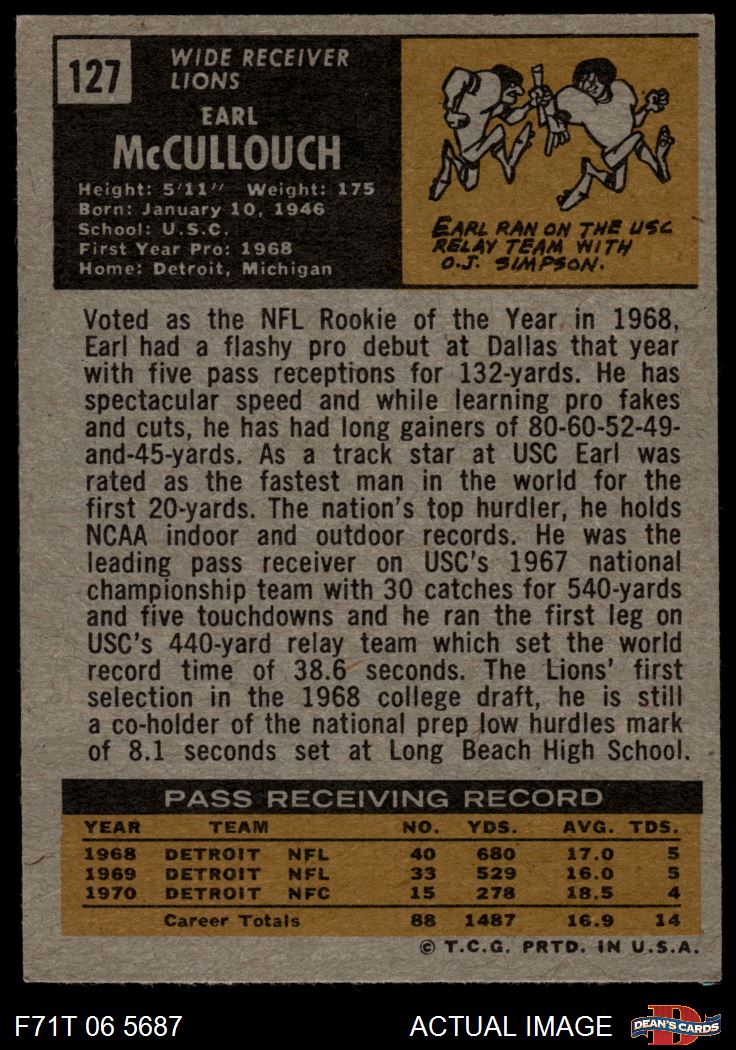 127
WIDE RECEIVER
LIONS
EARL
McCULLOUCH
Height: 5'11" Weight: 175
Born: January 10, 1946
School: U.S.C.
First Year Pro: 1968
Home: Detroit, Michigan
EARL RAN ON THE USC
RELAY TEAM WITH
O.J. SIMPSON.
Voted as the NFL Rookie of the Year in 1968,
Earl had a flashy pro debut at Dallas that year
with five pass receptions for 132-yards. He has
spectacular speed and while learning pro fakes
and cuts, he has had long gainers of 80-60-52-49-
and-45-yards. As a track star at USC Earl was
rated as the fastest man in the world for the
first 20-yards. The nation's top hurdler, he holds
NCAA indoor and outdoor records. He was the
leading pass receiver on USC's 1967 national
championship team with 30 catches for 540-yards
and five touchdowns and he ran the first leg on
USC's 440-yard relay team which set the world
record time of 38.6 seconds. The Lions' first
selection in the 1968 college draft, he is still
a co-holder of the national prep low hurdles mark
of 8.1 seconds set at Long Beach High School.
PASS RECEIVING RECORD
YEAR TEAM NO. YDS. AVG. TDS.
1968 DETROIT NFL 40 680 17.0 5
1969 DETROIT NFL 33 529 16.0 5
1970 DETROIT NFC 15 278 18.5 4
Career Totals 88 1487 16.9 14
© T.C.G. PRTD. IN U.S.A.
F71T 06 5687 ACTUAL IMAGE D DEAN'S CARDS